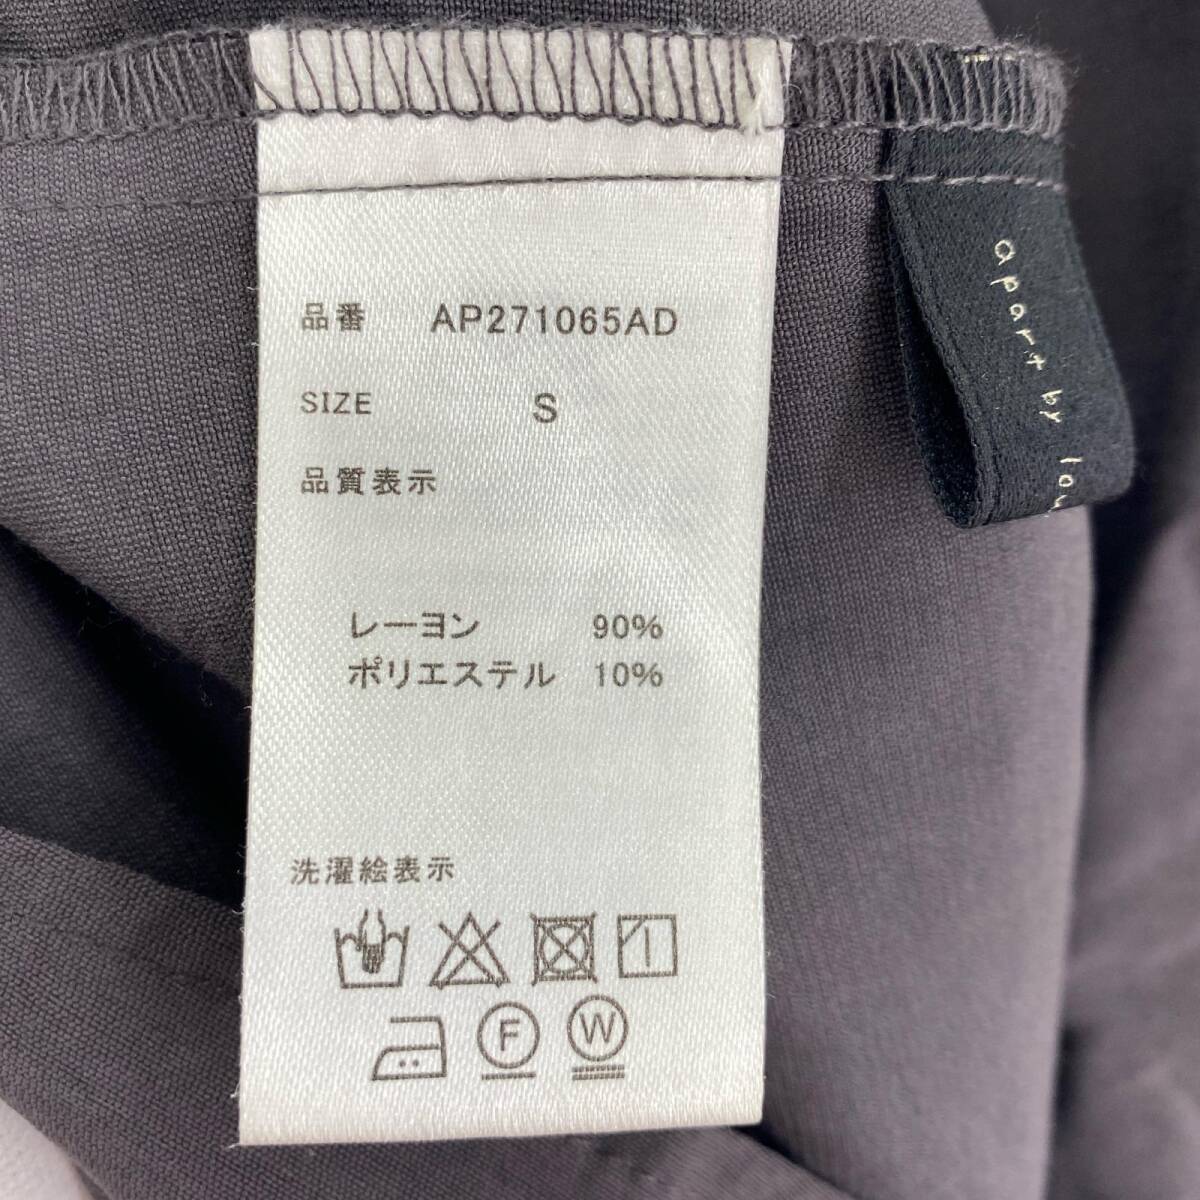 品番 AP271065AD
SIZE S
品質表示
レーヨン 90%
ポリエステル 10%
洗濯絵表示
F W
apart by